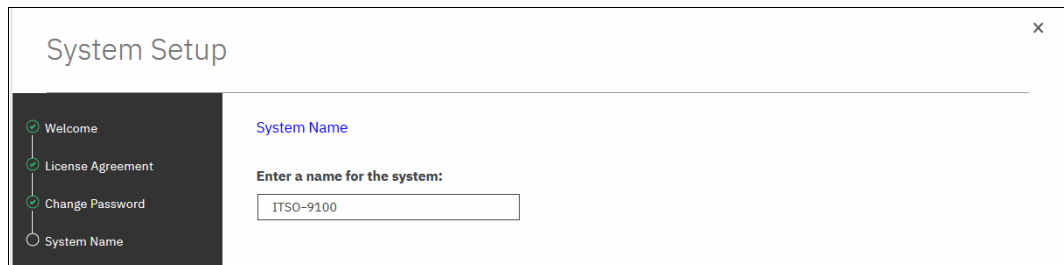 System Setup
Welcome
License Agreement
Change Password
System Name
System Name
Enter a name for the system:
ITSO-9100